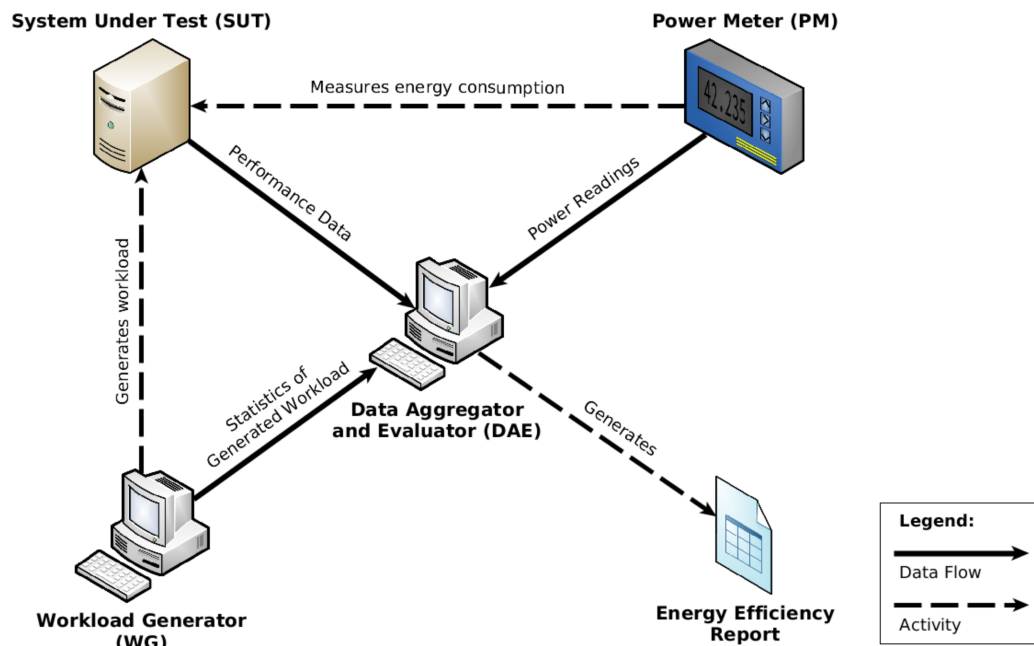 System Under Test (SUT)
Power Meter (PM)
Measures energy consumption
42.235
Performance Data
Power Readings
Generates workload
Statistics of
Generated Workload
Data Aggregator
and Evaluator (DAE)
Generates
Workload Generator
(WG)
Energy Efficiency
Report
Legend:
Data Flow
Activity